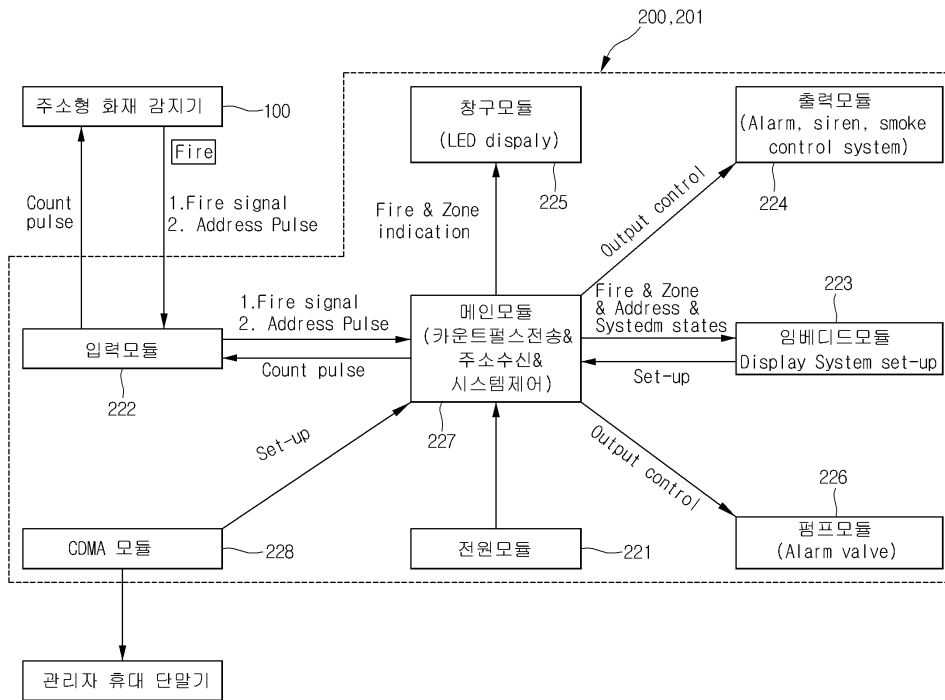 200,201
주소형 화재 감지기
100
Fire
Count
pulse
1.Fire signal
2. Address Pulse
창구모듈
(LED dispaly)
225
출력모듈
(Alarm, siren, smoke
control system)
224
Fire & Zone
indication
Output control
입력모듈
222
1.Fire signal
2. Address Pulse
Count pulse
메인모듈
(카운트펄스전송&
주소수신&
시스템제어)
227
Fire & Zone
& Address &
Systedm states
Set-up
223
임베디드모듈
Display System set-up
Set-up
Output control
226
펌프모듈
(Alarm valve)
CDMA 모듈
228
전원모듈
221
관리자 휴대 단말기